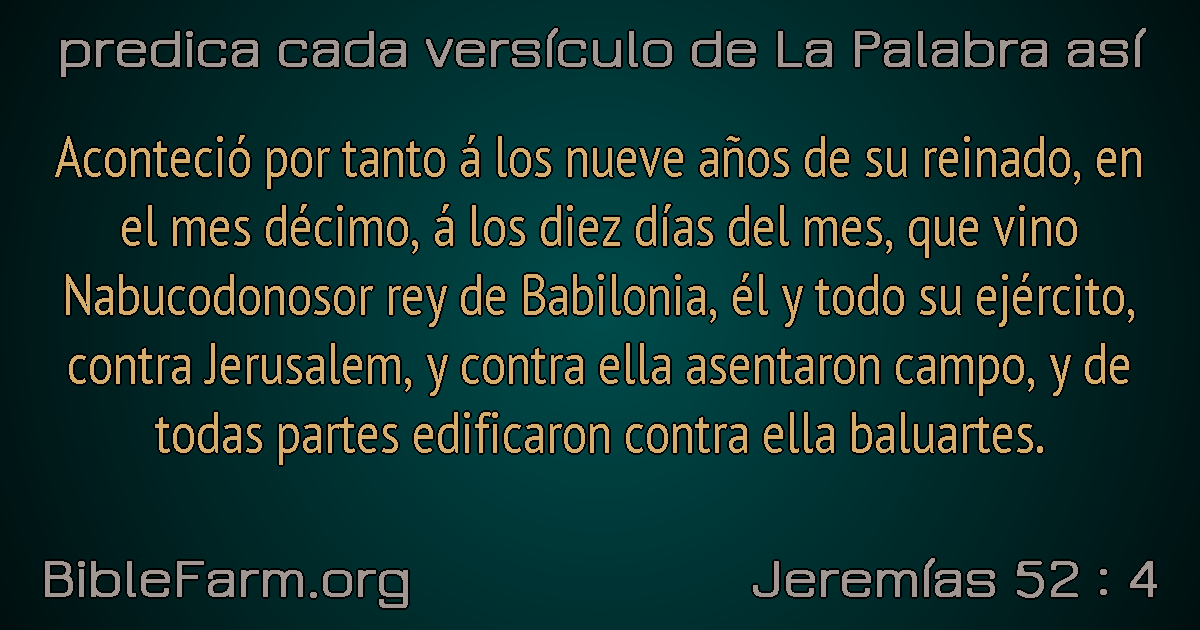 predica cada versículo de La Palabra así
Aconteció por tanto á los nueve años de su reinado, en
el mes décimo, á los diez días del mes, que vino
Nabucodonosor rey de Babilonia, él y todo su ejército,
contra Jerusalem, y contra ella asentaron campo, y de
todas partes edificaron contra ella baluartes.
BibleFarm.org
Jeremías 52 : 4